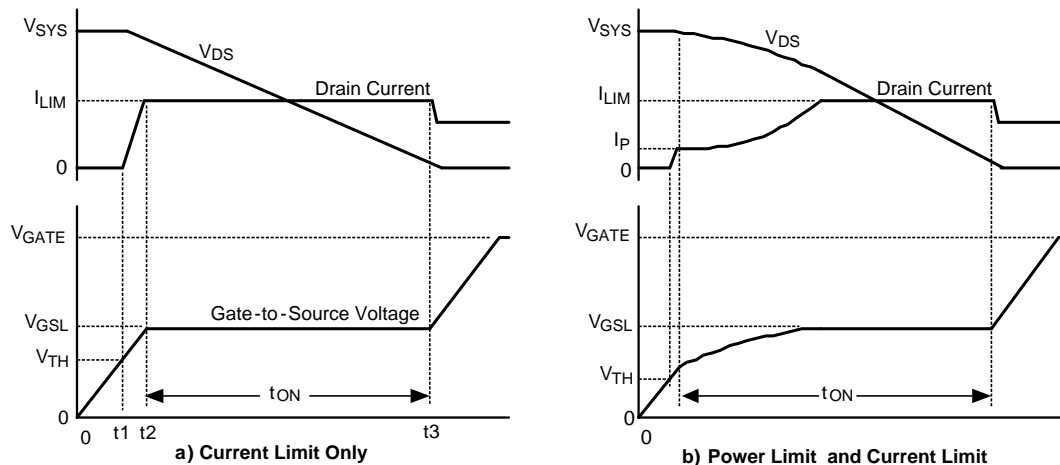 VSYS
VDS
ILIM
Drain Current
0
VGATE
VGSL
Gate-to-Source Voltage
VTH
tON
0
0
t1
t2
t3
a) Current Limit Only
VSYS
VDS
ILIM
Drain Current
IP
0
VGATE
VGSL
VTH
tON
0
0
b) Power Limit and Current Limit